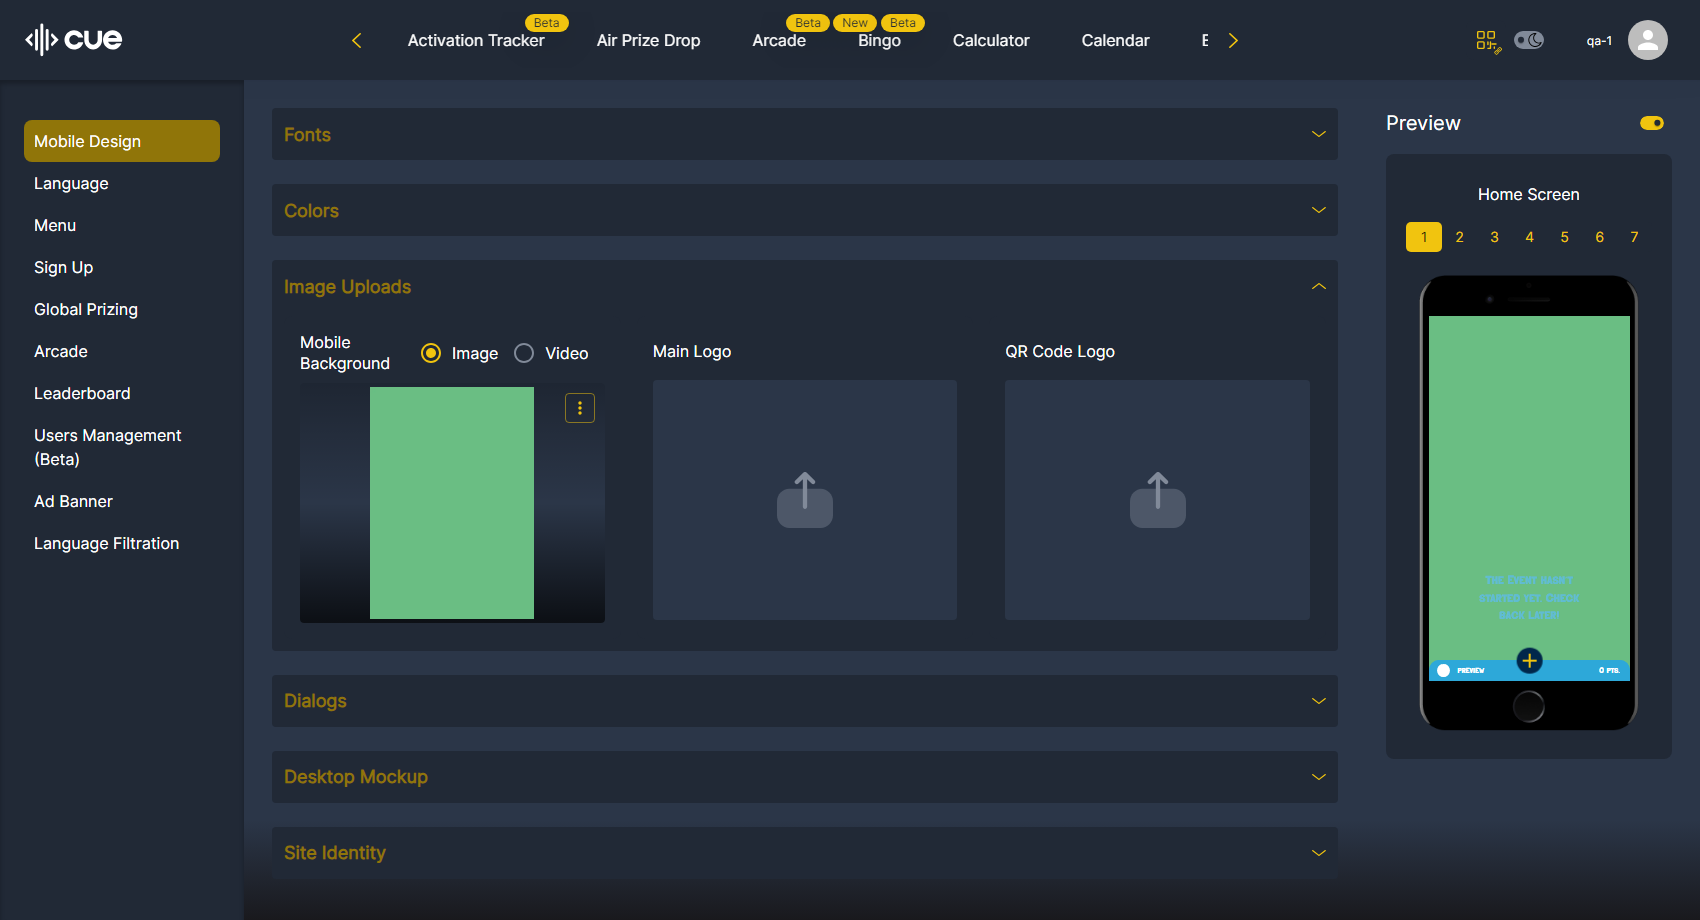 cue
Beta
Beta
New
Beta
Activation Tracker
Air Prize Drop
Arcade
Bingo
Calculator
Calendar
qa-1
Mobile Design
Language
Menu
Sign Up
Global Prizing
Arcade
Leaderboard
Users Management
(Beta)
Ad Banner
Language Filtration
Fonts
Colors
Image Uploads
Mobile
Background
Image
Video
Main Logo
QR Code Logo
Dialogs
Desktop Mockup
Site Identity
Preview
Home Screen
1 2 3 4 5 6 7
THE EVENT HASN'T
STARTED YET, CHECK
BACK LATER!
PREVIEW
0 PTS.